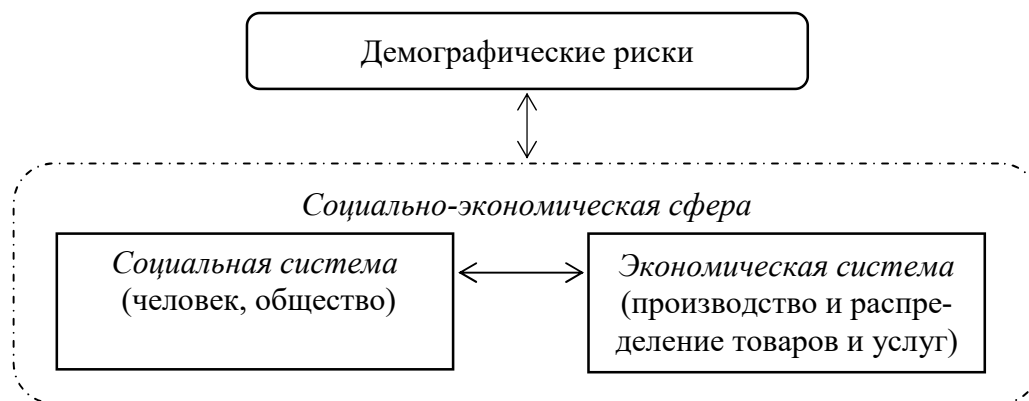 Демографические риски
Социально-экономическая сфера
Социальная система
(человек, общество)
Экономическая система
(производство и распре-
деление товаров и услуг)